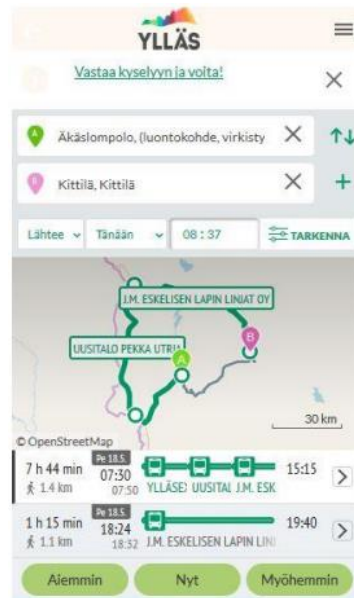 YLLÄS
Vastaa kyselyyn ja voita!
A Äkäslompolo, (luontokohde, virkisty
B Kittilä, Kittilä
Lähtee Tänään 08:37 TARKENNA
J.M. ESKELISEN LAPIN LINJAT OY
UUSITALO PEKKA UTRIA
B
A
30 km
© OpenStreetMap
7 h 44 min Pe 18.5. 07:30 15:15
1.4 km 07:50 YLLÄSE) UUSITAL J.M. ESK
1 h 15 min Pe 18.5. 18:24 19:40
1.1 km 18:32 J.M. ESKELISEN LAPIN LIN
Aiemmin Nyt Myöhemmin